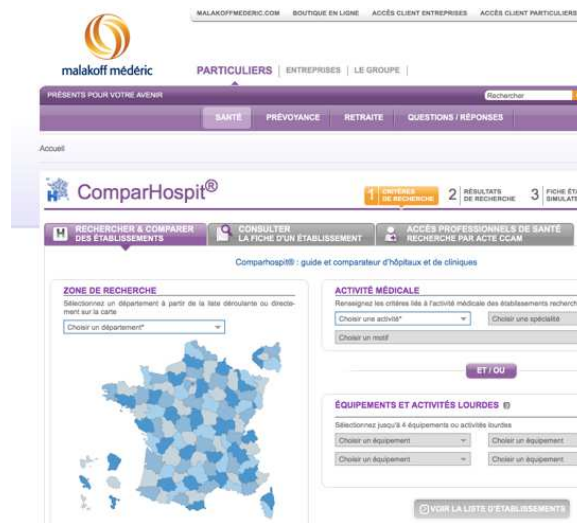 MALAKOFFMEDERIC.COM BOUTIQUE EN LIGNE ACCÈS CLIENT ENTREPRISES ACCÈS CLIENT PARTICULIERS
malakoff médéric
PARTICULIERS | ENTREPRISES | LE GROUPE |
PRÉSENTS POUR VOTRE AVENIR
Rechercher
SANTÉ PRÉVOYANCE RETRAITE QUESTIONS / RÉPONSES
Accueil
H ComparHospit®
1 CRITÈRES DE RECHERCHE
2 RÉSULTATS DE RECHERCHE
3 FICHE
H RECHERCHER & COMPARER
DES ÉTABLISSEMENTS
CONSULTER
LA FICHE D'UN ÉTABLISSEMENT
ACCÈS PROFESSIONNELS DE SANTÉ
RECHERCHE PAR ACTE CCAM
Comparhospit® : guide et comparateur d'hôpitaux et de cliniques
ZONE DE RECHERCHE
Sélectionnez un département à partir de la liste déroulante ou directe-
ment sur la carte
Choisir un département*
ACTIVITÉ MÉDICALE
Renseignez les critères liés à l'activité médicale des établissements
Choisir une activité*
Choisir une spécialité
Choisir un motif
ET / OU
ÉQUIPEMENTS ET ACTIVITÉS LOURDES
Sélectionnez jusqu'à 4 équipements ou activités lourdes
Choisir un équipement
Choisir un équipement
Choisir un équipement
Choisir un équipement
VOIR LA LISTE D'ÉTABLISSEMENTS